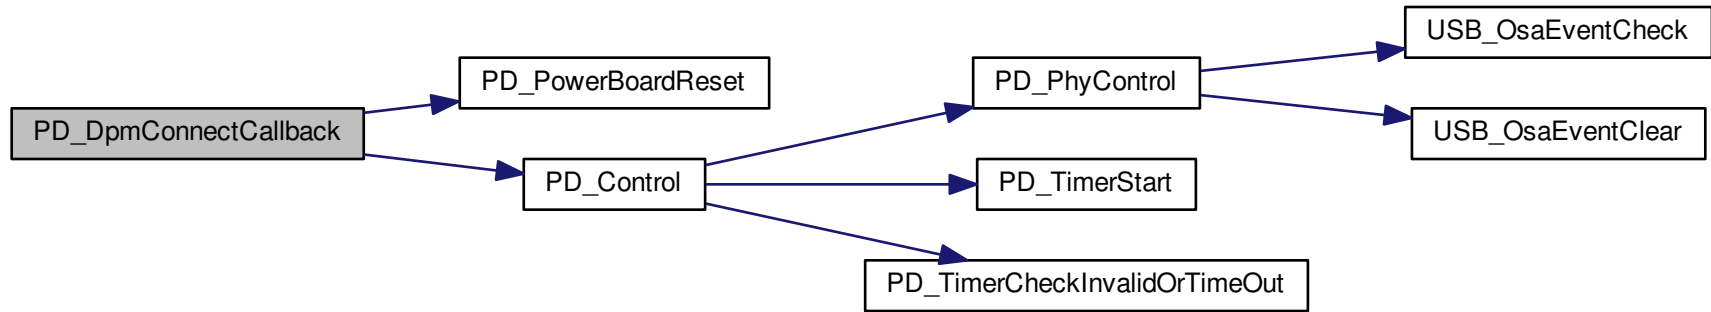 PD_DpmConnectCallback
PD_PowerBoardReset
PD_Control
PD_PhyControl
PD_TimerStart
PD_TimerCheckInvalidOrTimeOut
USB_OsaEventCheck
USB_OsaEventClear